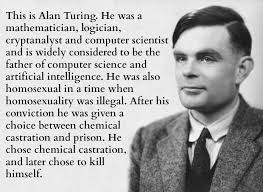 This is Alan Turing. He was a
mathematician, logician,
cryptanalyst and computer scientist
and is widely considered to be the
father of computer science and
artificial intelligence. He was also
homosexual in a time when
homosexuality was illegal. After his
conviction he was given a
choice between chemical
castration and prison. He
chose chemical castration,
and later chose to kill
himself.